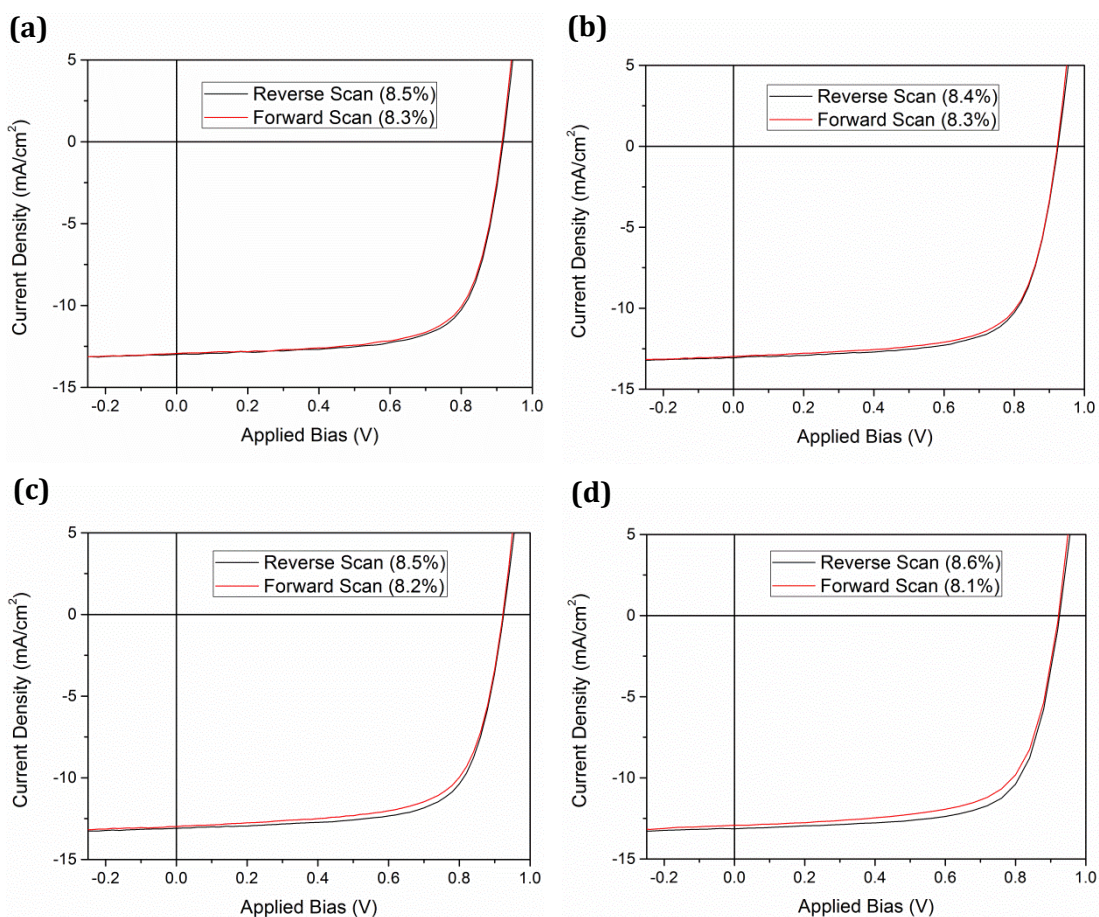 (a)
5
0
-5
-10
-15
Current Density (mA/cm²)
Reverse Scan (8.5%)
Forward Scan (8.3%)
-0.2 0.0 0.2 0.4 0.6 0.8 1.0
Applied Bias (V)
(b)
5
0
-5
-10
-15
Current Density (mA/cm²)
Reverse Scan (8.4%)
Forward Scan (8.3%)
-0.2 0.0 0.2 0.4 0.6 0.8 1.0
Applied Bias (V)
(c)
5
0
-5
-10
-15
Current Density (mA/cm²)
Reverse Scan (8.5%)
Forward Scan (8.2%)
-0.2 0.0 0.2 0.4 0.6 0.8 1.0
Applied Bias (V)
(d)
5
0
-5
-10
-15
Current Density (mA/cm²)
Reverse Scan (8.6%)
Forward Scan (8.1%)
-0.2 0.0 0.2 0.4 0.6 0.8 1.0
Applied Bias (V)